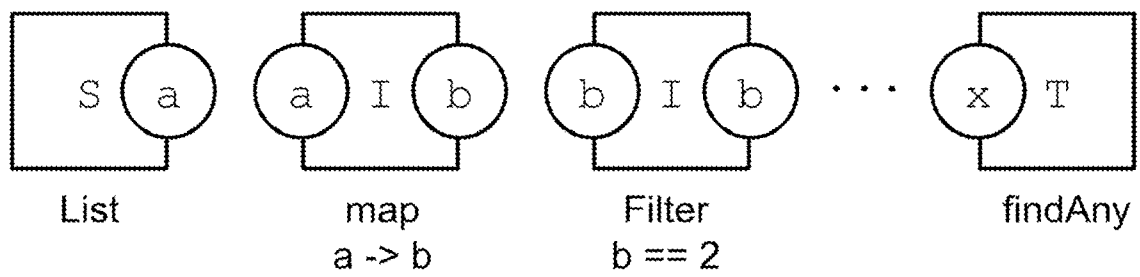 S a a I b b I b ... x T
List map Filter findAny
a -> b b == 2